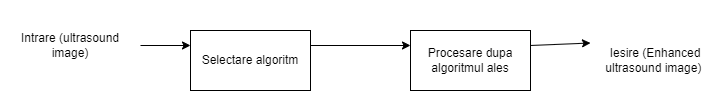 Intrare (ultrasound
image)
Selectare algoritm
Procesare dupa
algoritmul ales
Iesire (Enhanced
ultrasound image)